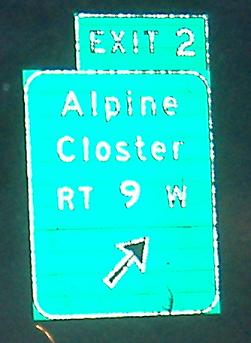 EXIT 2
Alpine
Closter
RT 9 W